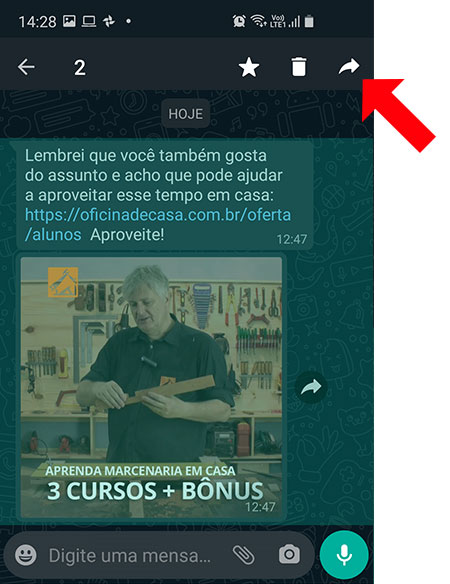 14:28
Vo))
LTE1
2
HOJE
Lembrei que você também gosta
do assunto e acho que pode ajudar
a aproveitar esse tempo em casa:
https://oficinadecasa.com.br/oferta
/alunos Aproveite!
12:47
APRENDA MARCENARIA EM CASA
3 CURSOS + BÔNUS
12:47
Digite uma mensa...